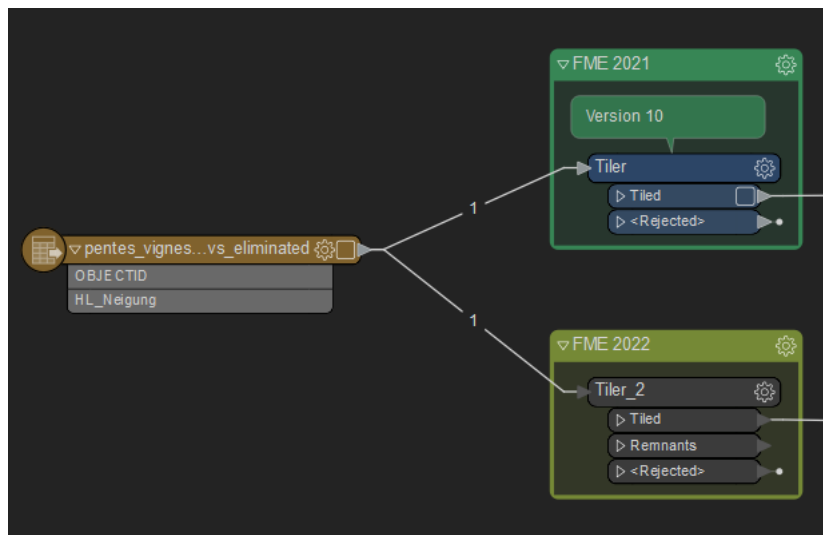 FME 2021
Version 10
Tiler
Tiled
<Rejected>
1
pentes_vignes...vs_eliminated
OBJECTID
HL_Neigung
1
FME 2022
Tiler_2
Tiled
Remnants
<Rejected>